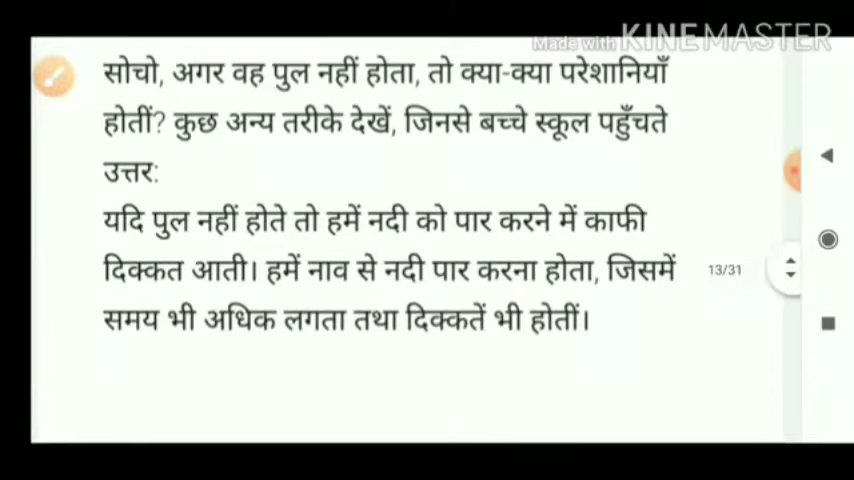 Made with KINEMASTER
सोचो, अगर वह पुल नहीं होता, तो क्या-क्या परेशानियाँ
होतीं? कुछ अन्य तरीके देखें, जिनसे बच्चे स्कूल पहुँचते
उत्तर:
यदि पुल नहीं होते तो हमें नदी को पार करने में काफी
दिक्कत आती। हमें नाव से नदी पार करना होता, जिसमें
13/31
समय भी अधिक लगता तथा दिक्कतें भी होतीं।